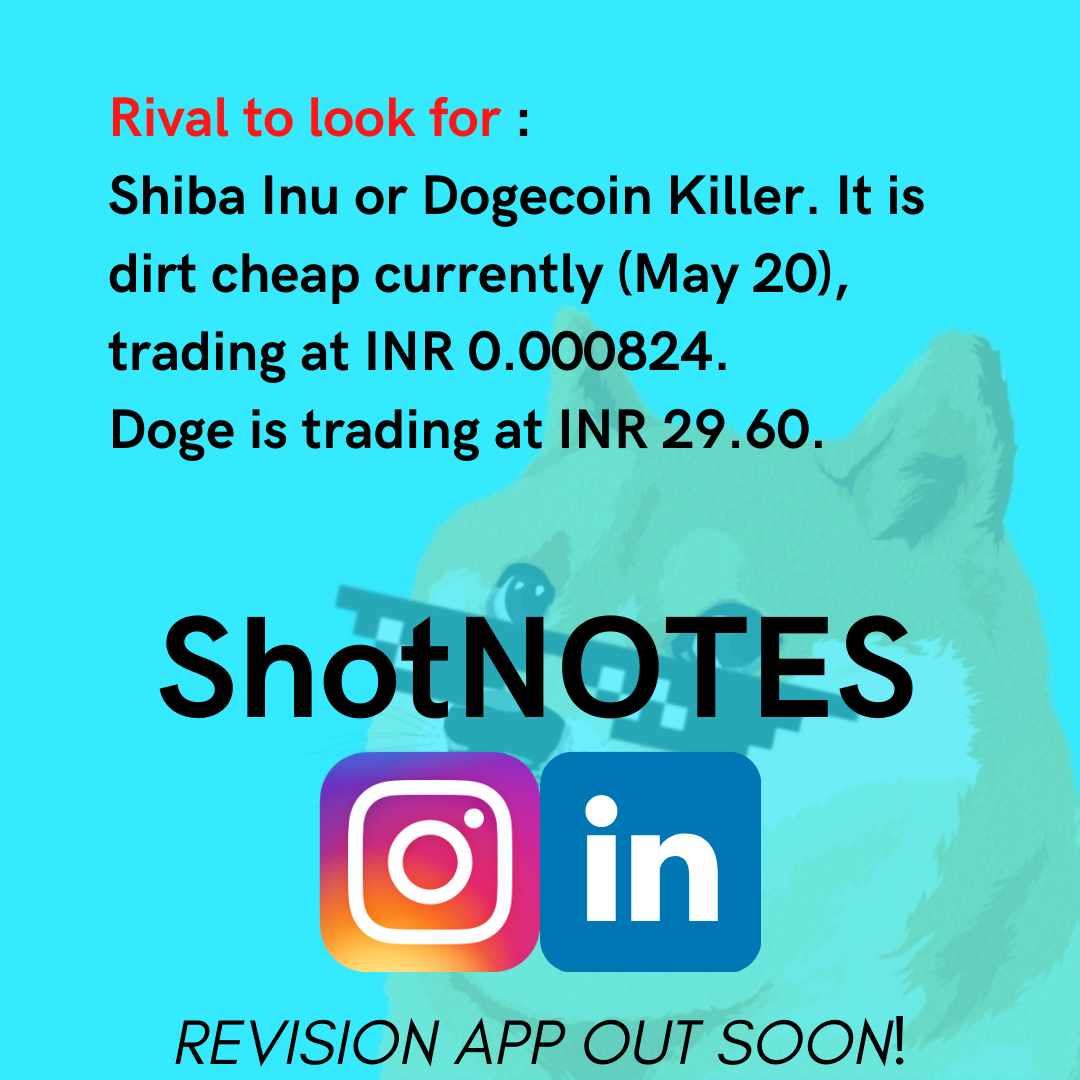 Rival to look for :
Shiba Inu or Dogecoin Killer. It is
dirt cheap currently (May 20),
trading at INR 0.000824.
Doge is trading at INR 29.60.
ShotNOTES
in
REVISION APP OUT SOON!